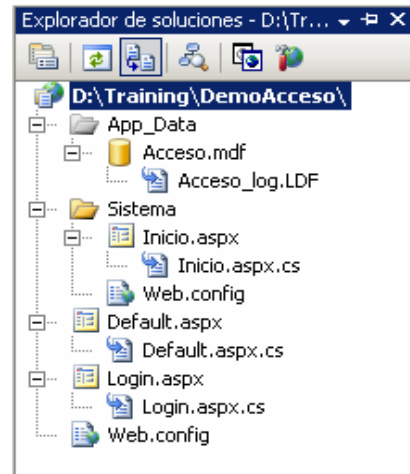 Explorador de soluciones - D:\Tr...
D:\Training\DemoAcceso\
App_Data
Acceso.mdf
Acceso_log.LDF
Sistema
Inicio.aspx
Inicio.aspx.cs
Web.config
Default.aspx
Default.aspx.cs
Login.aspx
Login.aspx.cs
Web.config